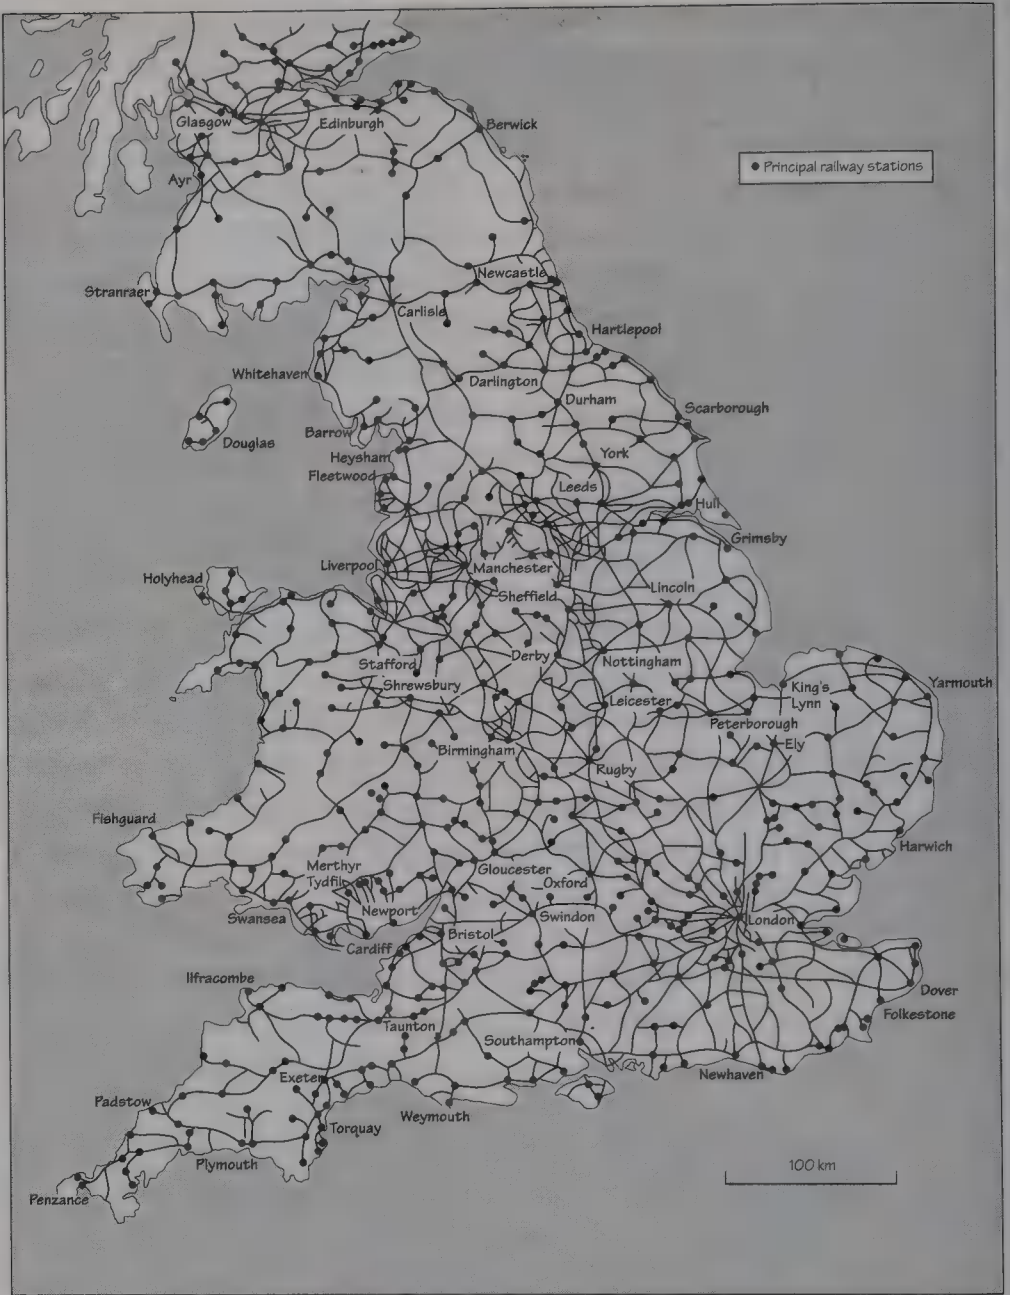 Glasgow
Edinburgh
Berwick
Principal railway stations
Ayr
Stranraer
Newcastle
Carlisle
Hartlepool
Whitehaven
Darlington
Durham
Scarborough
Barrow
Douglas
Heysham
York
Fleetwood
Leeds
Hull
Grimsby
Liverpool
Manchester
Holyhead
Sheffield
Lincoln
Stafford
Derby
Nottingham
Shrewsbury
Leicester
King's
Lynn
Yarmouth
Peterborough
Birmingham
Ely
Rugby
Fishguard
Harwich
Merthyr
Tydfil
Gloucester
Oxford
Swansea
Newport
Swindon
London
Cardiff
Bristol
Ilfracombe
Dover
Taunton
Folkestone
Southampton
Exeter
Newhaven
Padstow
Weymouth
Torquay
Plymouth
100 km
Penzance